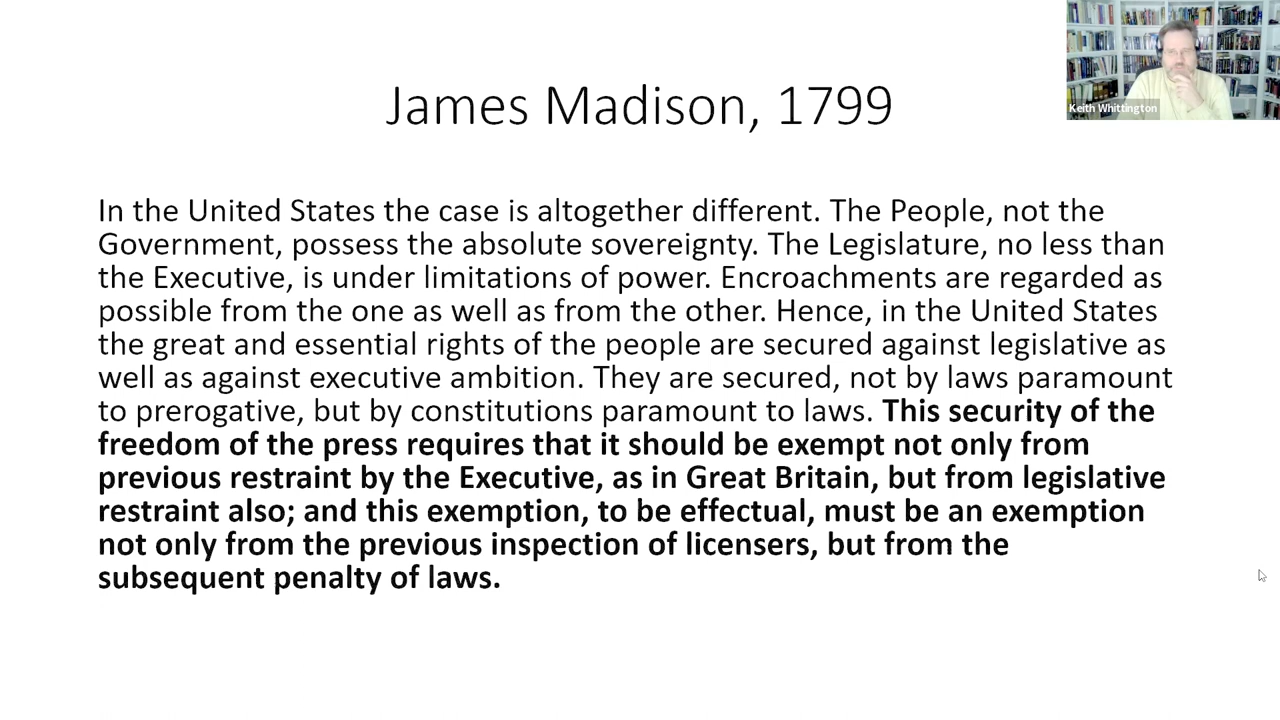 Keith Whittington
James Madison, 1799
In the United States the case is altogether different. The People, not the
Government, possess the absolute sovereignty. The Legislature, no less than
the Executive, is under limitations of power. Encroachments are regarded as
possible from the one as well as from the other. Hence, in the United States
the great and essential rights of the people are secured against legislative as
well as against executive ambition. They are secured, not by laws paramount
to prerogative, but by constitutions paramount to laws. This security of the
freedom of the press requires that it should be exempt not only from
previous restraint by the Executive, as in Great Britain, but from legislative
restraint also; and this exemption, to be effectual, must be an exemption
not only from the previous inspection of licensers, but from the
subsequent penalty of laws.